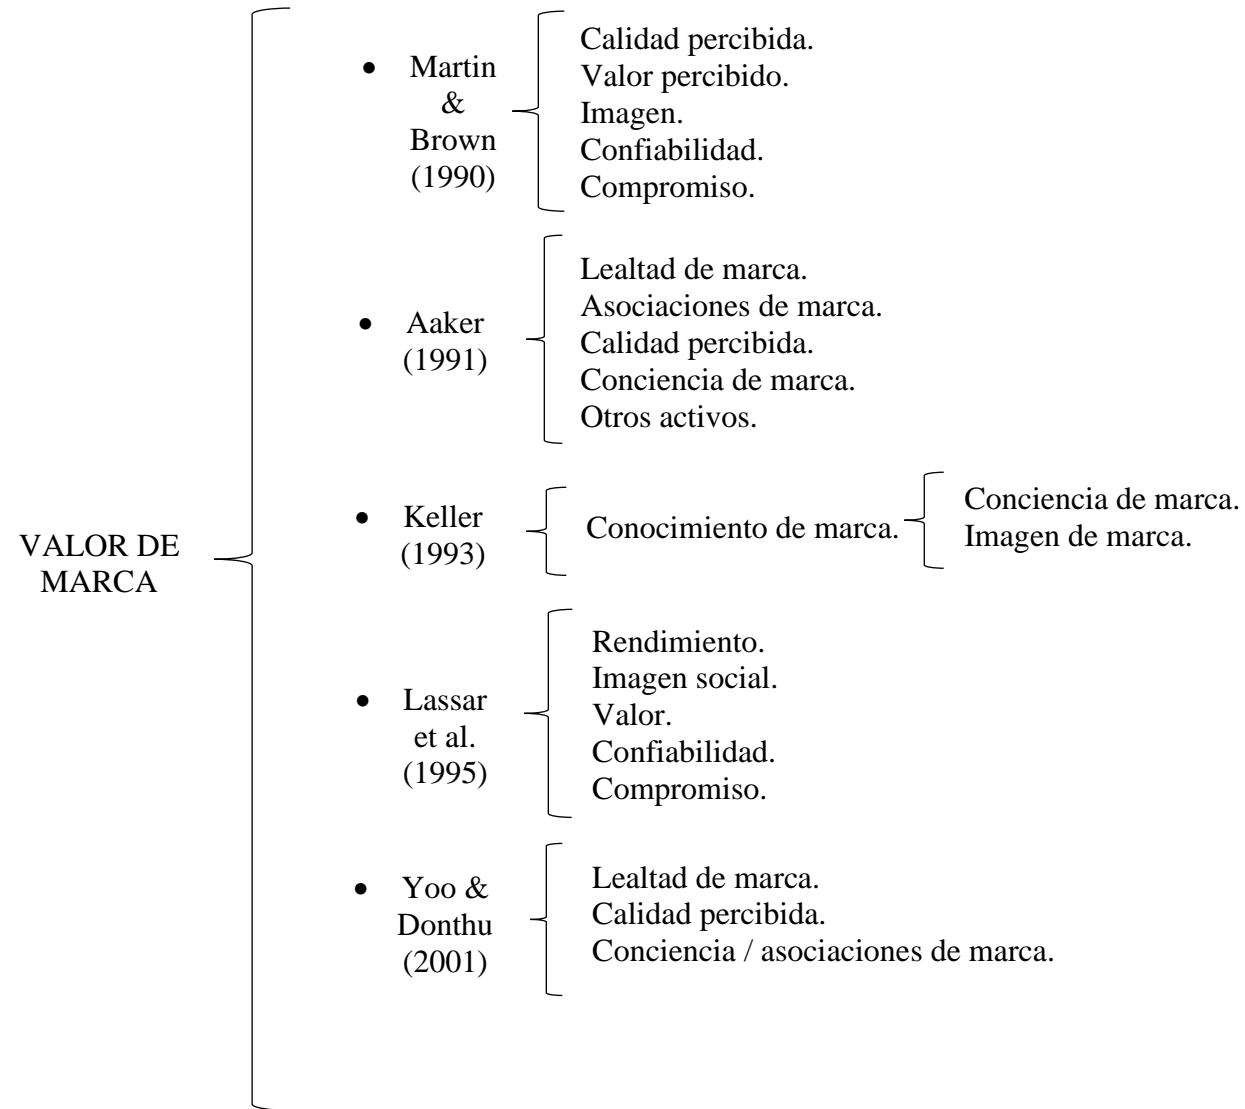 VALOR DE
MARCA
• Martin
&
Brown
(1990)
Calidad percibida.
Valor percibido.
Imagen.
Confiabilidad.
Compromiso.
• Aaker
(1991)
Lealtad de marca.
Asociaciones de marca.
Calidad percibida.
Conciencia de marca.
Otros activos.
• Keller
(1993)
Conocimiento de marca.
Conciencia de marca.
Imagen de marca.
• Lassar
et al.
(1995)
Rendimiento.
Imagen social.
Valor.
Confiabilidad.
Compromiso.
• Yoo &
Donthu
(2001)
Lealtad de marca.
Calidad percibida.
Conciencia / asociaciones de marca.